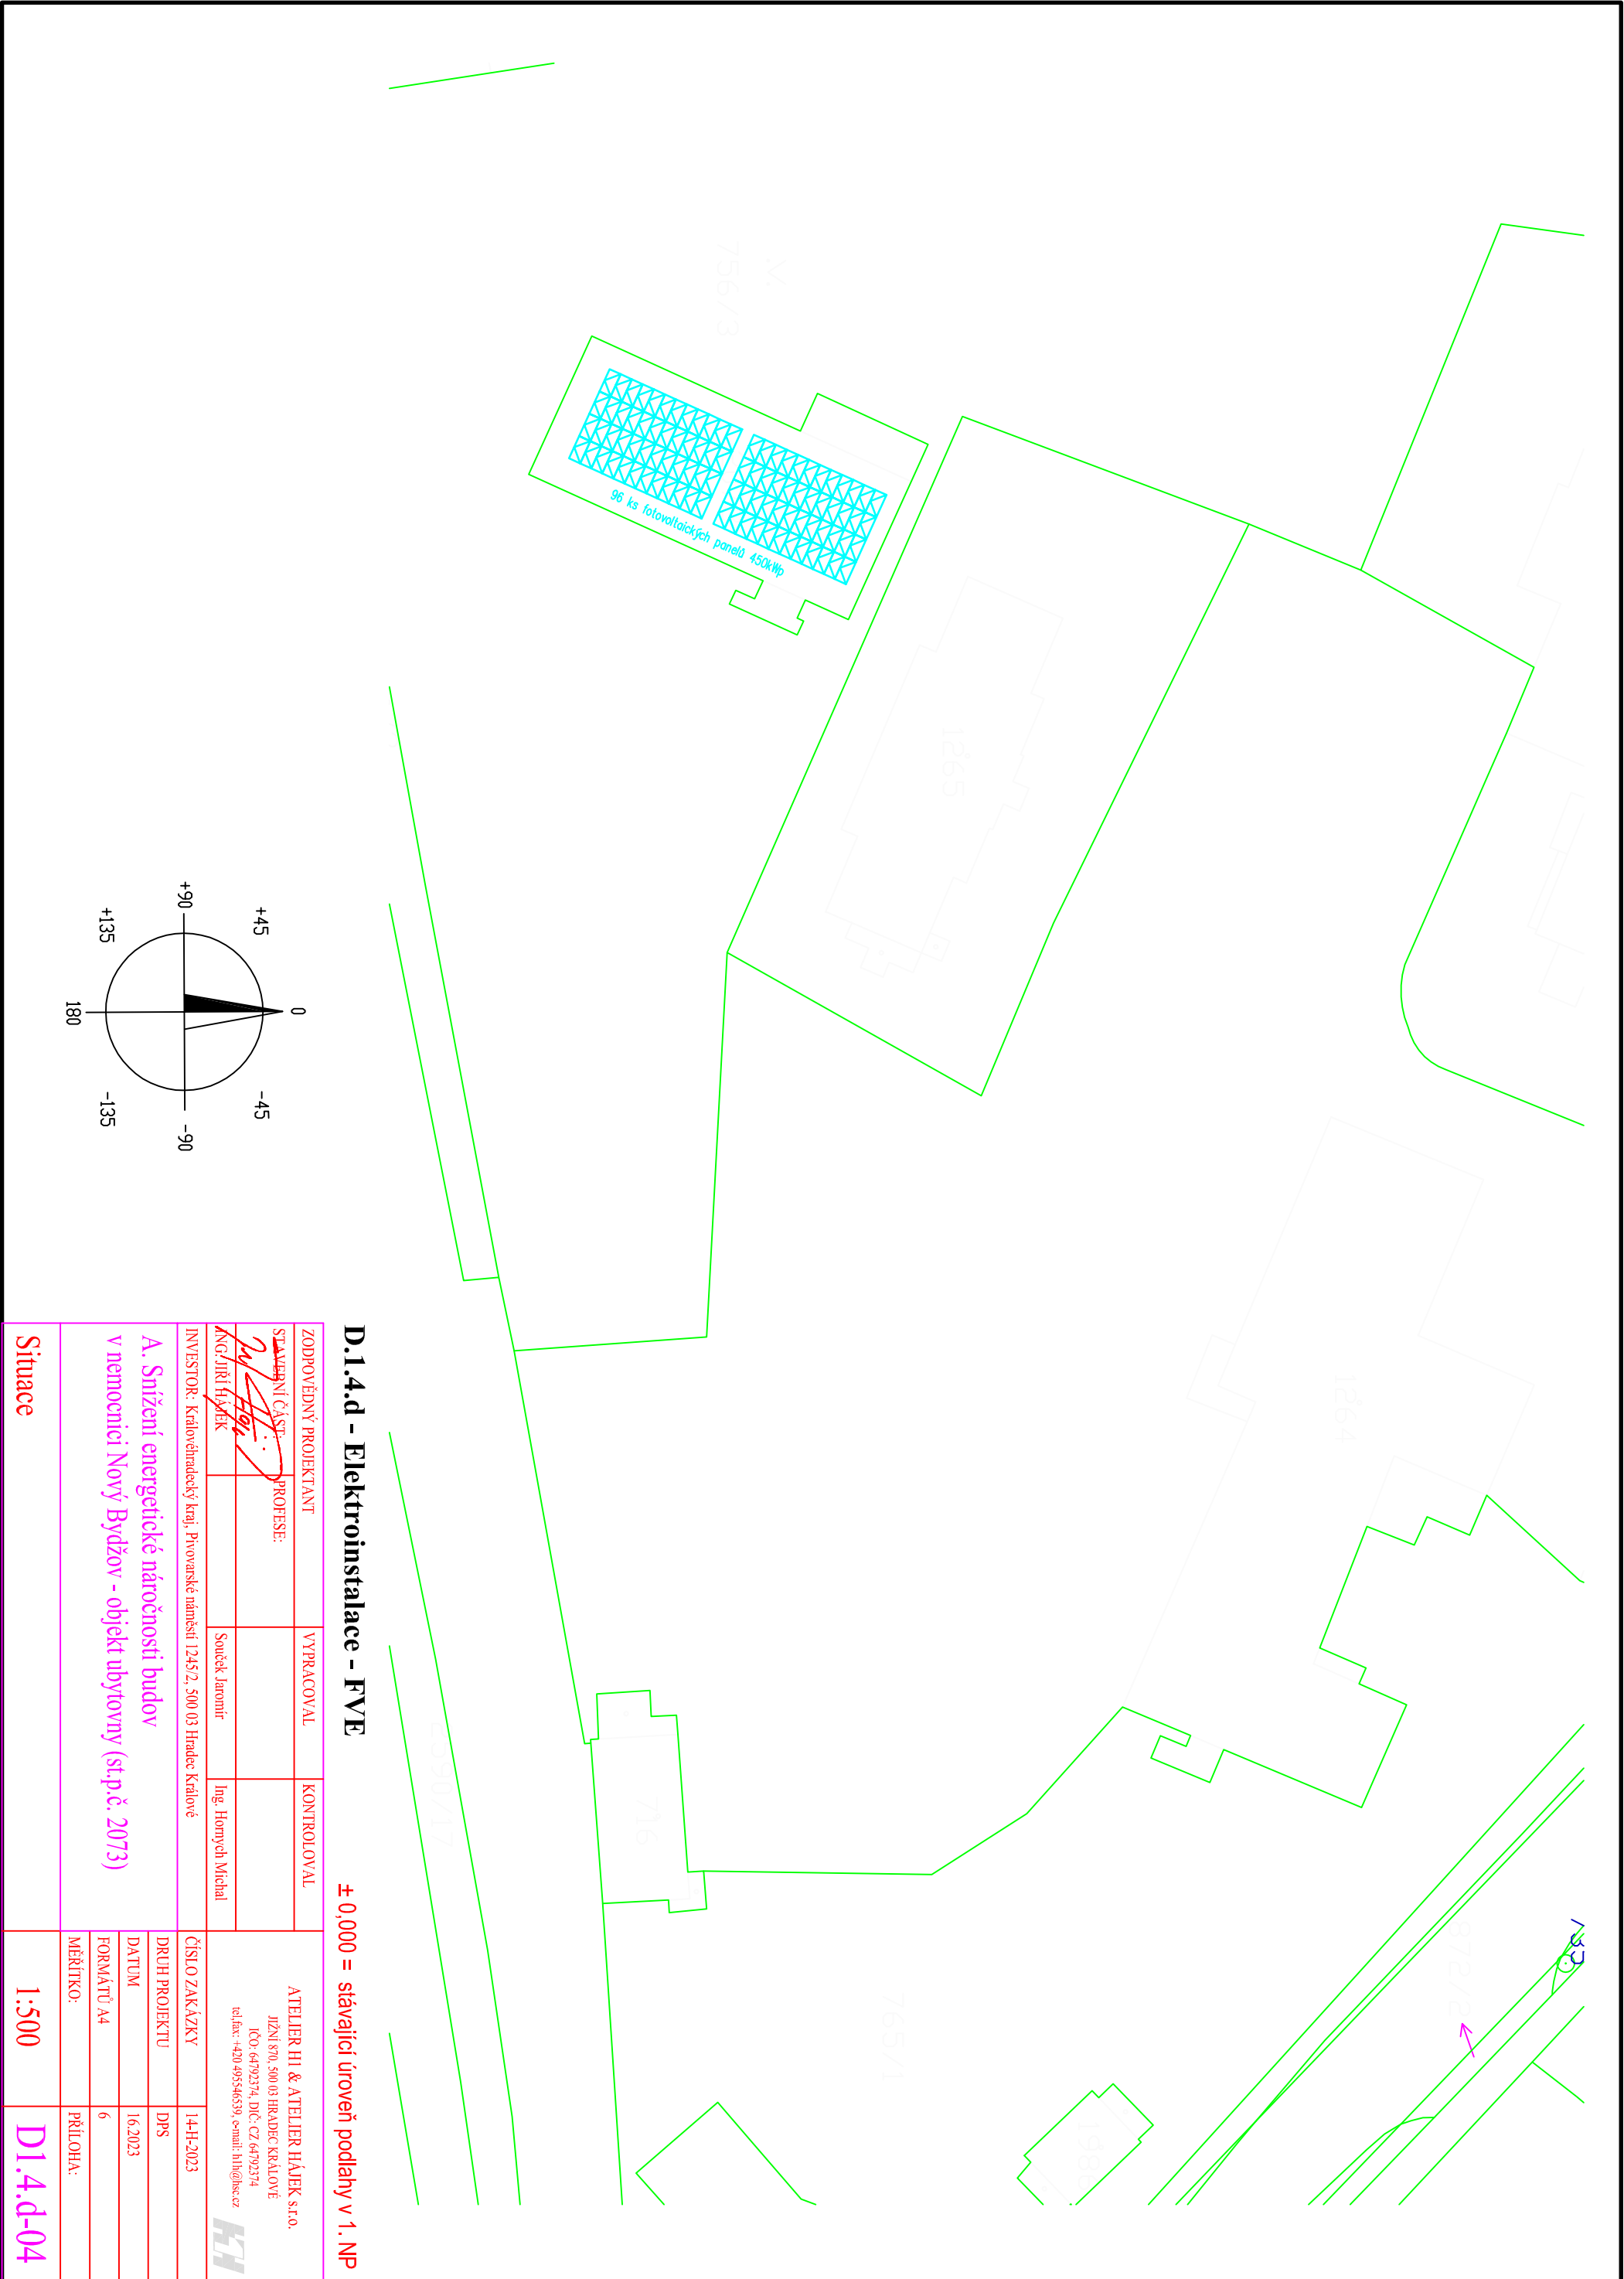 756/3
1265
1264
716
765/1
96 ks fotovoltaických panelů 450kWp
0
+45
-45
+90
-90
+135
-135
180
D.1.4.d - Elektroinstalace - FVE
± 0,000 = stávající úroveň podlahy v 1. NP
ZODPOVĚDNÝ PROJEKTANT
VYPRACOVAL
KONTROLOVAL
STAVEBNÍ ČÁST:
PROFESE:
ING. JIŘÍ HÁJEK
Souček Jaromír
Ing. Hornych Michal
ATELIER H1 & ATELIER HÁJEK s.r.o.
JIŽNÍ 870, 500 03 HRADEC KRÁLOVÉ
IČO: 64792374, DIČ: CZ 64792374
tel,fax: +420 495546539, e-mail: h1h@hsc.cz
INVESTOR: Královéhradecký kraj, Pivovarské náměstí 1245/2, 500 03 Hradec Králové
A. Snížení energetické náročnosti budov
v nemocnici Nový Bydžov - objekt ubytovny (st.p.č. 2073)
ČÍSLO ZAKÁZKY 14-H-2023
DRUH PROJEKTU DPS
DATUM 16.2023
FORMÁTŮ A4 6
MĚŘÍTKO: PŘÍLOHA:
Situace
1:500 D1.4.d-04